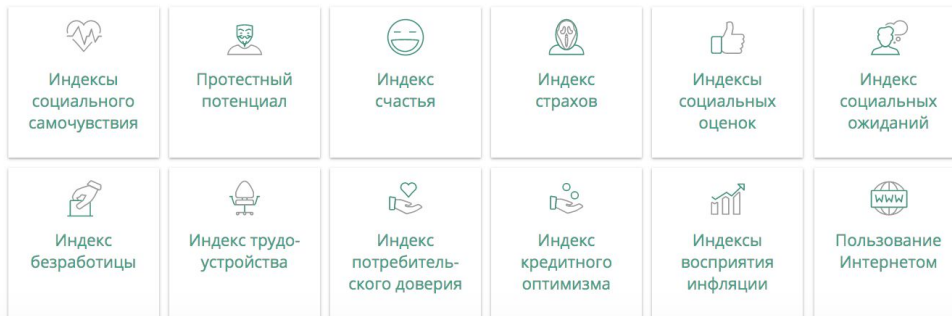 Индексы
социального
самочувствия
Протестный
потенциал
Индекс
счастья
Индекс
страхов
Индексы
социальных
оценок
Индекс
социальных
ожиданий
Индекс
безработицы
Индекс трудо-
устройства
Индекс
потребитель-
ского доверия
Индекс
кредитного
оптимизма
Индексы
восприятия
инфляции
WWW
Пользование
Интернетом